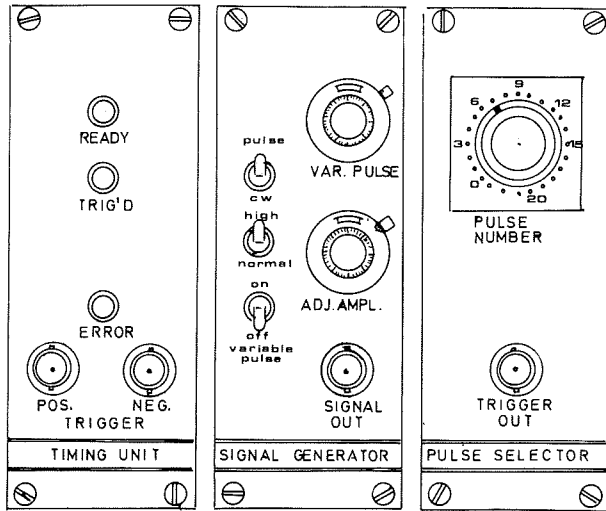 READY
TRIG'D
ERROR
POS.
NEG.
TRIGGER
TIMING UNIT
pulse
cw
high
normal
on
off
variable
pulse
VAR. PULSE
ADJ. AMPL.
SIGNAL
OUT
SIGNAL GENERATOR
9
6
12
3
15
0
20
PULSE
NUMBER
TRIGGER
OUT
PULSE SELECTOR